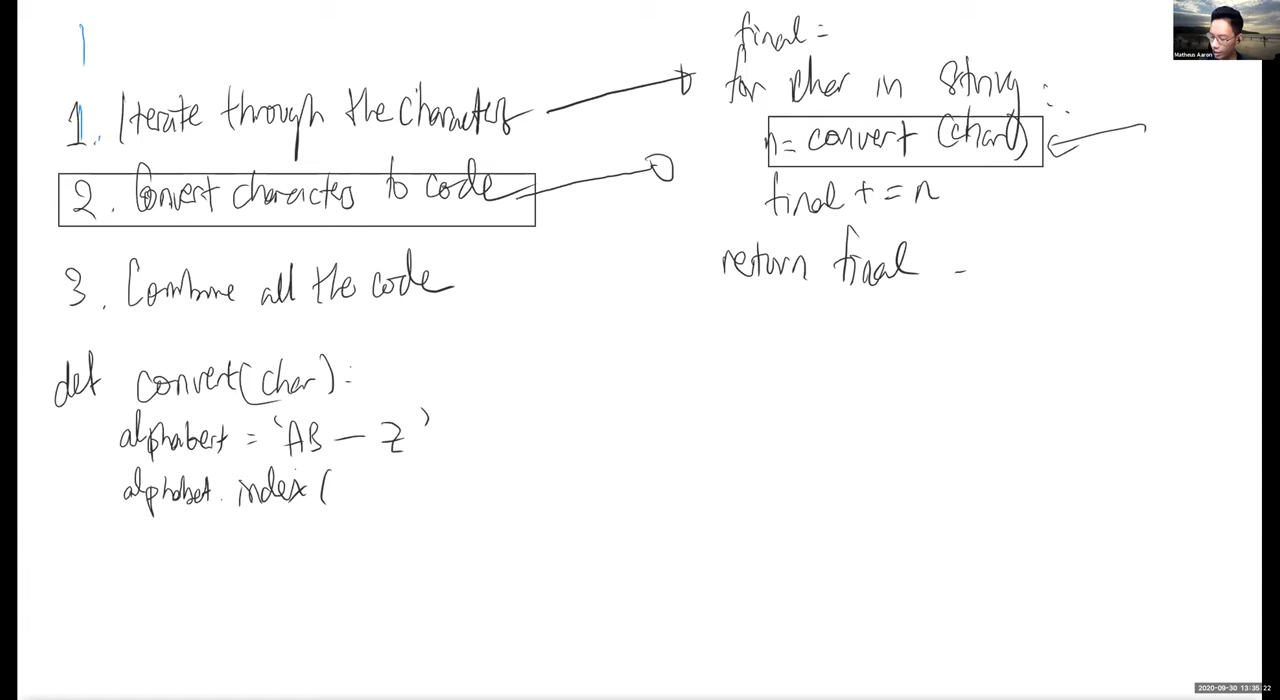 1. Iterate through the characters
2. Convert characters to code
3. Combine all the code
def convert(char):
alphabert = 'AB — Z'
alphabet. index (
final =
for char in string :
n = convert (char)
final + = n
return final
Matheus Aaron
2020-09-30 13:35:22